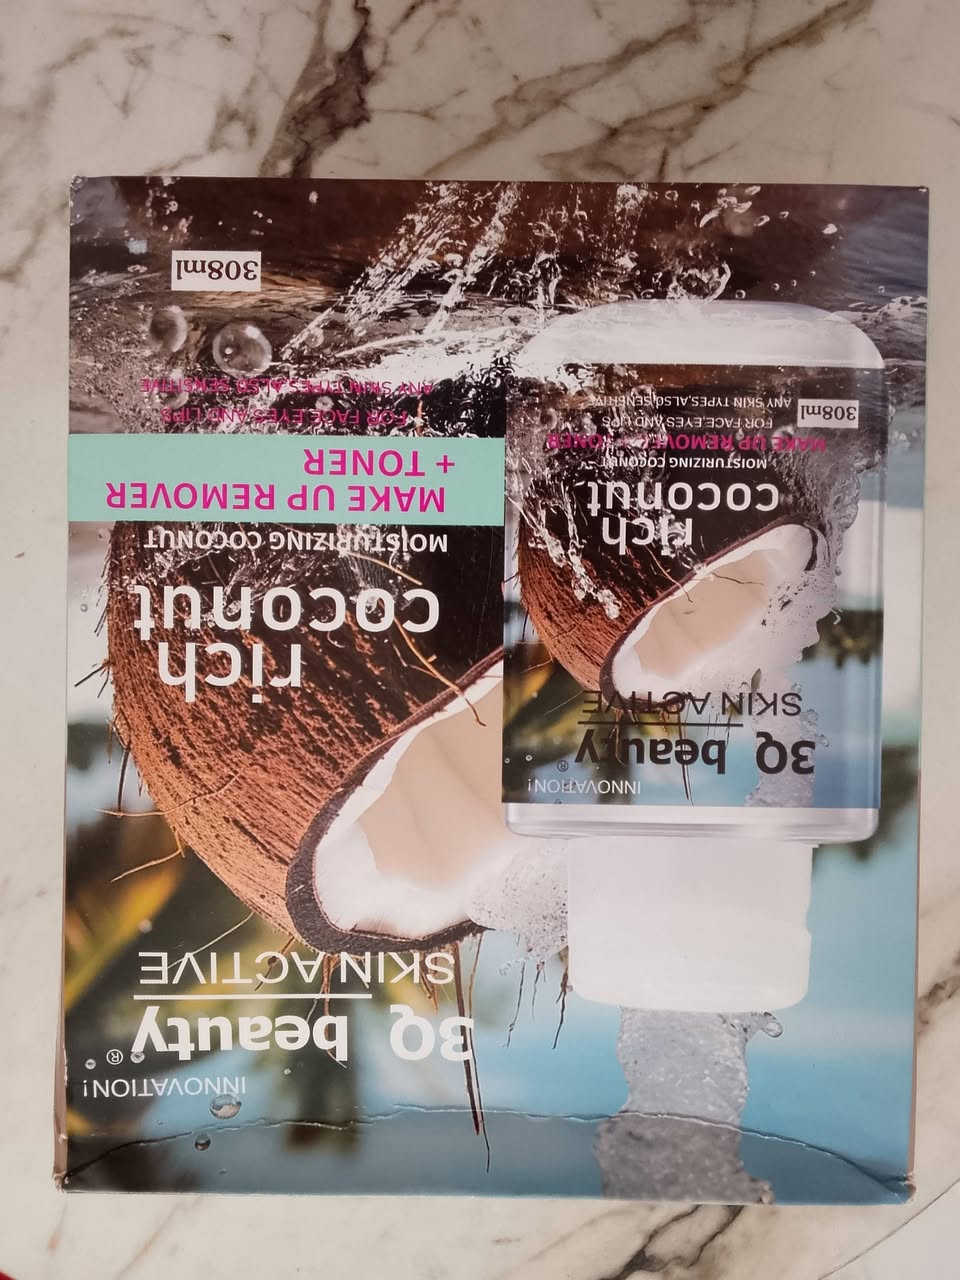 INNOVATION!
3Q beauty®
SKIN ACTIVE
rich
coconut
MOISTURIZING COCONUT
MAKE UP REMOVER
+ TONER
FOR FACE,EYES AND LIPS
ANY SKIN TYPES,ALSO SENSITIVE
308ml
INNOVATION!
3Q beauty®
SKIN ACTIVE
rich
coconut
MOISTURIZING COCONUT
MAKE UP REMOVER + TONER
FOR FACE,EYES AND LIPS
ANY SKIN TYPES,ALSO
308ml